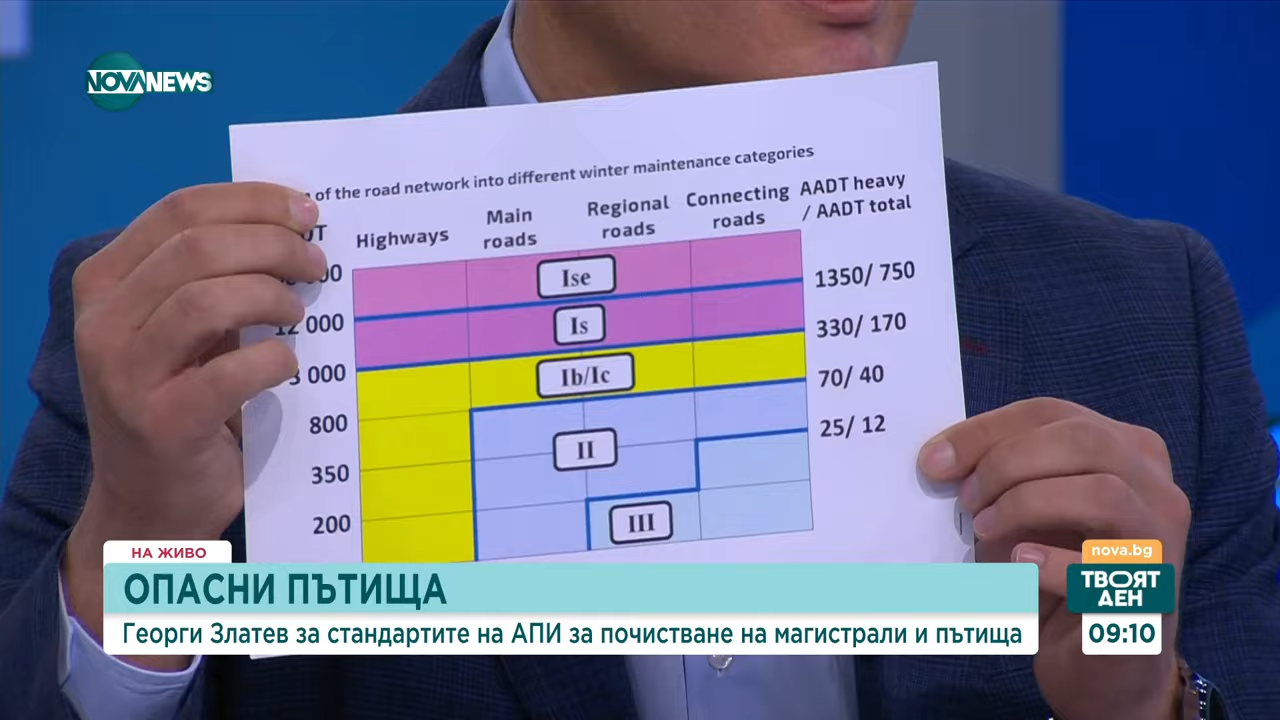 NOVA NEWS
of the road network into different winter maintenance categories
Highways
Main roads
Regional roads
Connecting roads
AADT heavy
/ AADT total
Ise
1350/ 750
12 000
Is
330/ 170
3 000
Ib/Ic
70/ 40
800
II
25/ 12
350
200
III
НА ЖИВО
ОПАСНИ ПЪТИЩА
Георги Златев за стандартите на АПИ за почистване на магистрали и пътища
nova.bg
ТВОЯТ
ДЕН
09:10